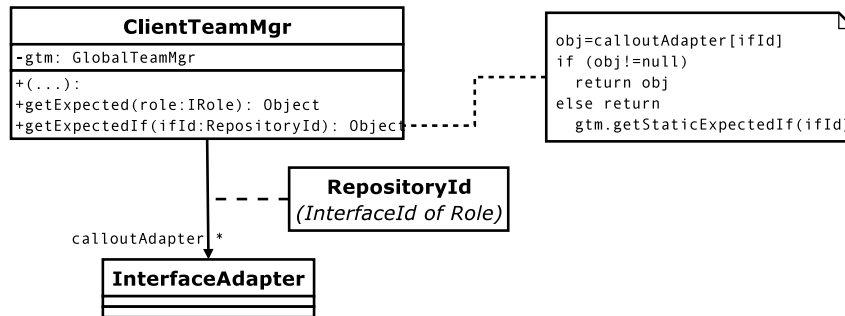 ClientTeamMgr
-gtm: GlobalTeamMgr
+(...):
+getExpected(role:IRole): Object
+getExpectedIf(ifId:RepositoryId): Object
obj=calloutAdapter[ifId]
if (obj!=null)
return obj
else return
gtm.getStaticExpectedIf(ifId)
RepositoryId
(InterfaceId of Role)
calloutAdapter *
InterfaceAdapter